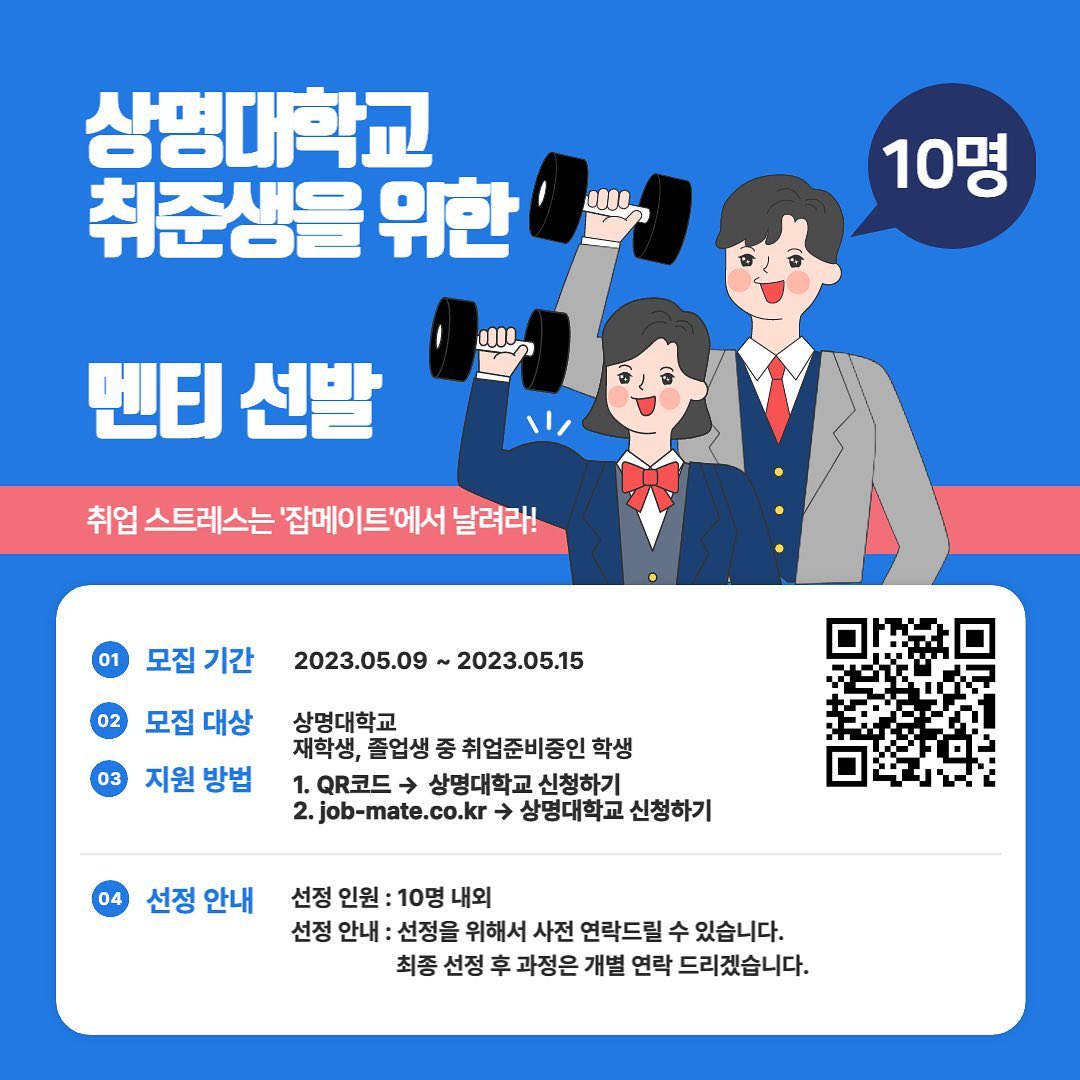 상명대학교
취준생을 위한
10명
멘티 선발
취업 스트레스는 '잡메이트'에서 날려라!
01 모집 기간 2023.05.09 ~ 2023.05.15
02 모집 대상 상명대학교
재학생, 졸업생 중 취업준비중인 학생
03 지원 방법 1. QR코드 → 상명대학교 신청하기
2. job-mate.co.kr → 상명대학교 신청하기
04 선정 안내 선정 인원 : 10명 내외
선정 안내 : 선정을 위해서 사전 연락드릴 수 있습니다.
최종 선정 후 과정은 개별 연락 드리겠습니다.